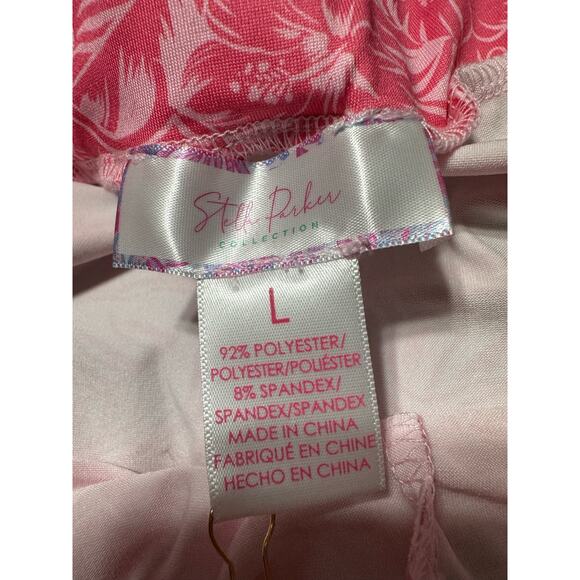 Stella Parker
COLLECTION
L
92% POLYESTER/
POLYESTER/POLIÉSTER
8% SPANDEX/
SPANDEX/SPANDEX
MADE IN CHINA
FABRIQUÉ EN CHINE
HECHO EN CHINA